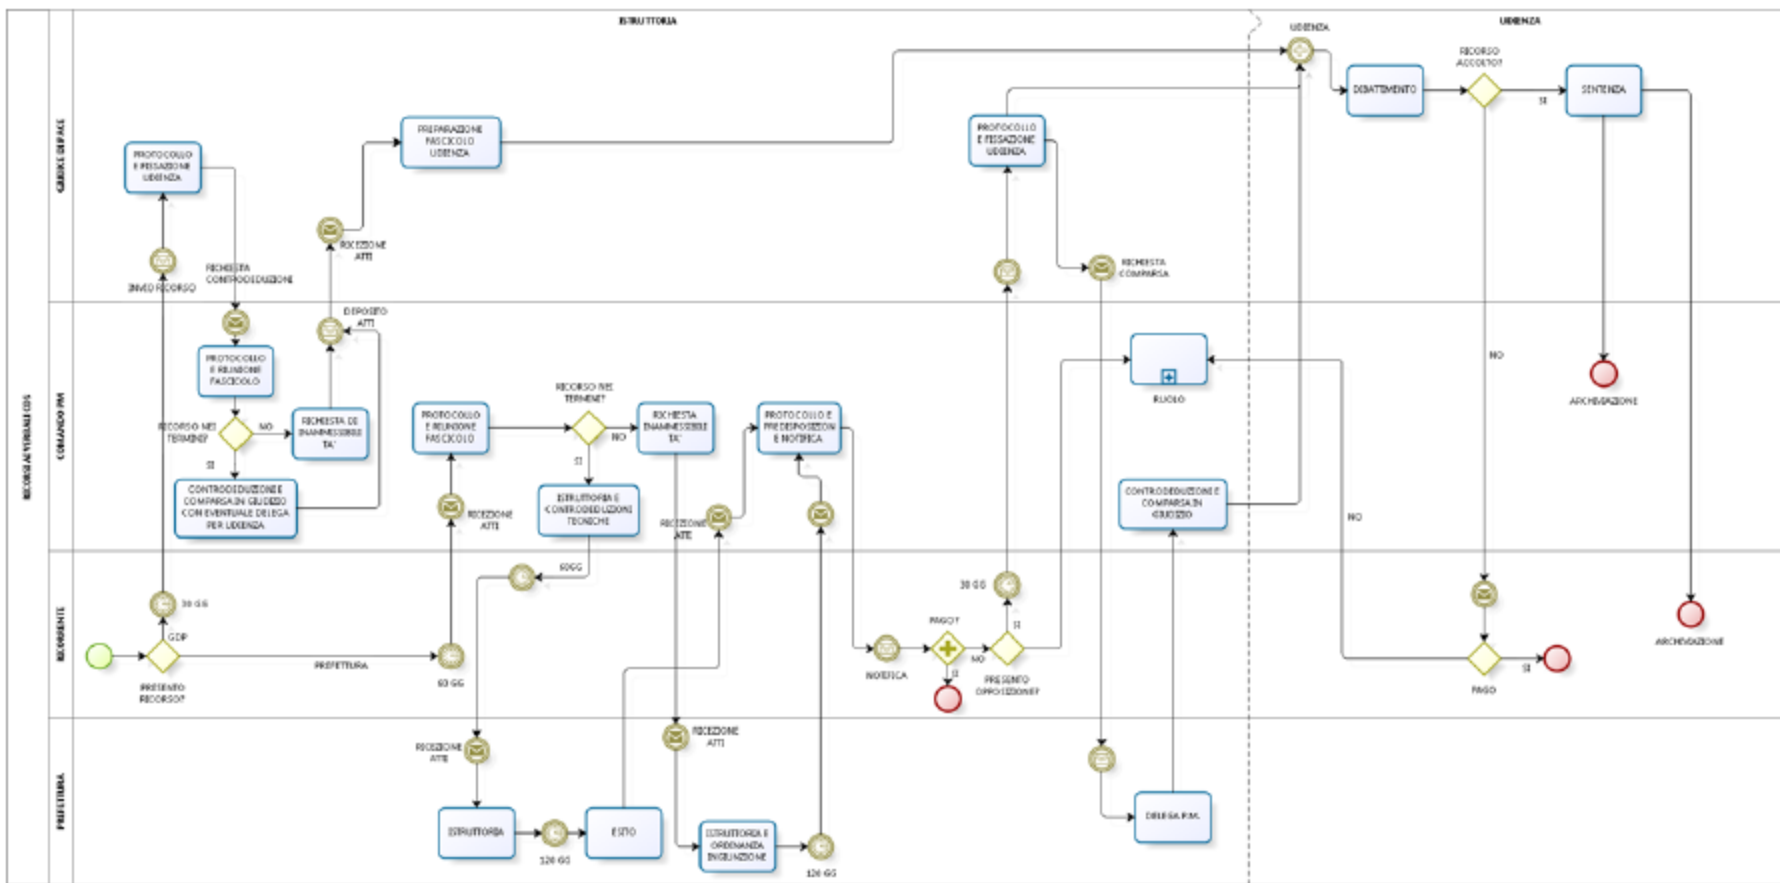 ISTRUTTORIA
UDIENZA
RICORSI AI VERBALI CDS
GIUDICE DI PACE
COMANDO PM
RICORRENTE
PREFETTURA
PROTOCOLLO
E FISSAZIONE
UDIENZA
INVIO RICORSO
RICHIESTA
CONTRODEDUZIONE
RICEZIONE
ATTI
PREPARAZIONE
FASCICOLO
UDIENZA
PROTOCOLLO
E FISSAZIONE
UDIENZA
RICHIESTA
COMPARSA
UDIENZA
DIBATTIMENTO
RICORSO
ACCOLTO?
SI
SENTENZA
NO
ARCHIVIAZIONE
ARCHIVIAZIONE
PROTOCOLLO
E RIUNIONE
FASCICOLO
DEPOSITO
ATTI
RICORSO NEI
TERMINI?
NO
SI
RICHIESTA DI
INAMMISSIBILI
TA'
CONTRODEDUZIONI E
COMPARSA IN GIUDIZIO
CON EVENTUALE DELEGA
PER UDIENZA
PROTOCOLLO
E RIUNIONE
FASCICOLO
RICORSO NEI
TERMINI?
NO
SI
RICHIESTA
INAMMISSIBILI
TA'
ISTRUTTORIA E
CONTRODEDUZIONI
TECNICHE
RICEZIONE
ATTI
RICEZIONE
ATTI
PROTOCOLLO E
PREDISPOSIZION
E NOTIFICA
RUOLO
CONTRODEDUZIONI E
COMPARSA IN
GIUDIZIO
NO
30 GG
GDP
PRESENTO
RICORSO?
PREFETTURA
60 GG
60GG
NOTIFICA
PAGO?
NO
SI
30 GG
SI
PRESENTO
OPPOSIZIONE?
PAGO
SI
RICEZIONE
ATTI
RICEZIONE
ATTI
ISTRUTTORIA
120 GG
ESITO
ISTRUTTORIA E
ORDINANZA
INGIUNZIONE
120 GG
DELEGA P.M.